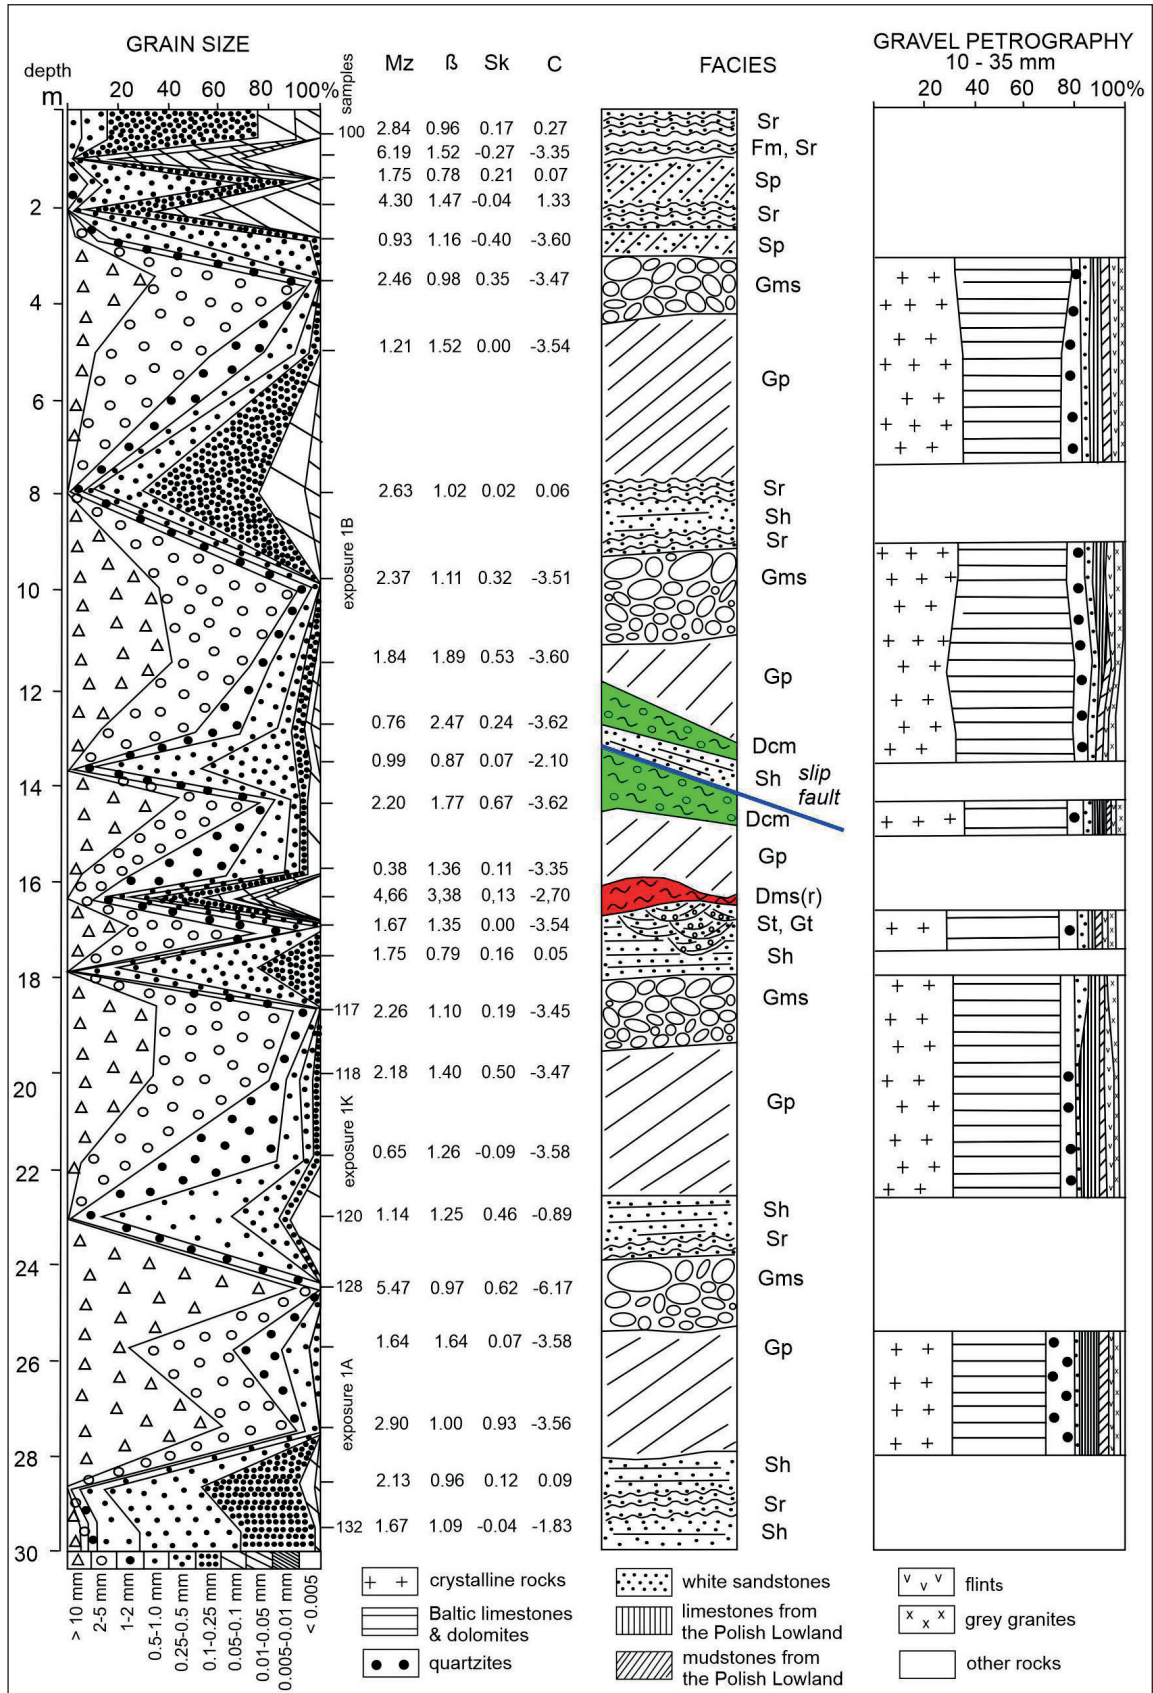 GRAIN SIZE
Mz ß Sk C
FACIES
GRAVEL PETROGRAPHY
10 - 35 mm
depth
m
20 40 60 80 100%
samples
20 40 60 80 100%
100 2.84 0.96 0.17 0.27
6.19 1.52 -0.27 -3.35
1.75 0.78 0.21 0.07
4.30 1.47 -0.04 1.33
0.93 1.16 -0.40 -3.60
2.46 0.98 0.35 -3.47
1.21 1.52 0.00 -3.54
2.63 1.02 0.02 0.06
2.37 1.11 0.32 -3.51
1.84 1.89 0.53 -3.60
0.76 2.47 0.24 -3.62
0.99 0.87 0.07 -2.10
2.20 1.77 0.67 -3.62
0.38 1.36 0.11 -3.35
4,66 3,38 0,13 -2,70
1.67 1.35 0.00 -3.54
1.75 0.79 0.16 0.05
117 2.26 1.10 0.19 -3.45
118 2.18 1.40 0.50 -3.47
0.65 1.26 -0.09 -3.58
120 1.14 1.25 0.46 -0.89
128 5.47 0.97 0.62 -6.17
1.64 1.64 0.07 -3.58
2.90 1.00 0.93 -3.56
2.13 0.96 0.12 0.09
132 1.67 1.09 -0.04 -1.83
2
4
6
8
10
12
14
16
18
20
22
24
26
28
30
exposure 1B
exposure 1K
exposure 1A
Sr
Fm, Sr
Sp
Sr
Sp
Gms
Gp
Sr
Sh
Sr
Gms
Gp
Dcm
Sh
slip
fault
Dcm
Gp
Dms(r)
St, Gt
Sh
Gms
Gp
Sh
Sr
Gms
Gp
Sh
Sr
Sh
> 10 mm
2-5 mm
1-2 mm
0.5-1.0 mm
0.25-0.5 mm
0.1-0.25 mm
0.05-0.1 mm
0.01-0.05 mm
0.005-0.01 mm
< 0.005
crystalline rocks
Baltic limestones
& dolomites
quartzites
white sandstones
limestones from
the Polish Lowland
mudstones from
the Polish Lowland
flints
grey granites
other rocks